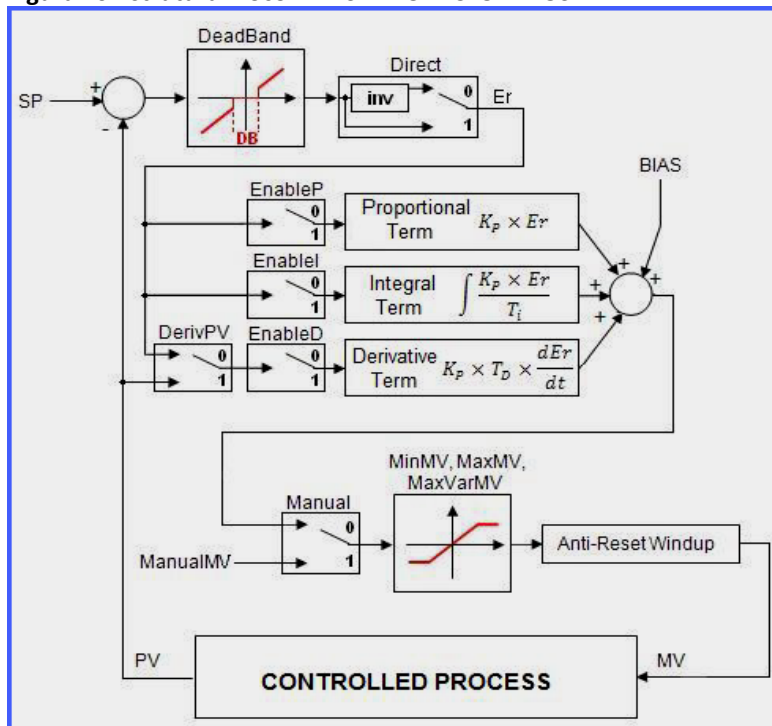 DeadBand
Direct
SP
+
-
DB
inv
0
1
Er
BIAS
EnableP
0
1
Proportional
Term
K_P × Er
EnableI
0
1
Integral
Term
∫ K_P × Er / T_i
DerivPV
0
1
EnableD
0
1
Derivative
Term
K_P × T_D × dEr/dt
+
+
+
+
+
MinMV, MaxMV,
MaxVarMV
Manual
0
1
ManualMV
Anti-Reset Windup
PV
MV
CONTROLLED PROCESS